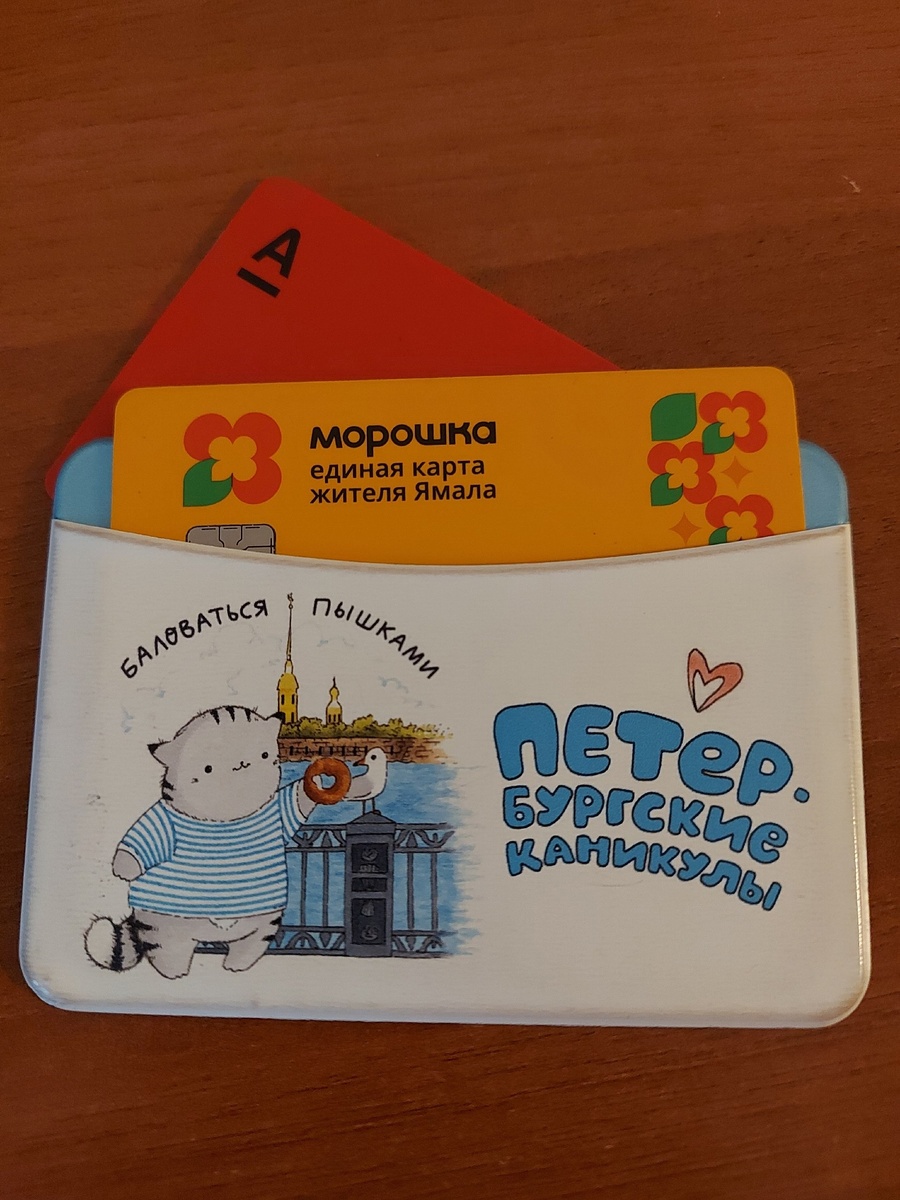 А
морошка
единая карта
жителя Ямала
БАЛОВАТЬСЯ ПЫШКАМИ
ПЕТЕР.
БУРГСКИЕ
КАНИКУЛЫ